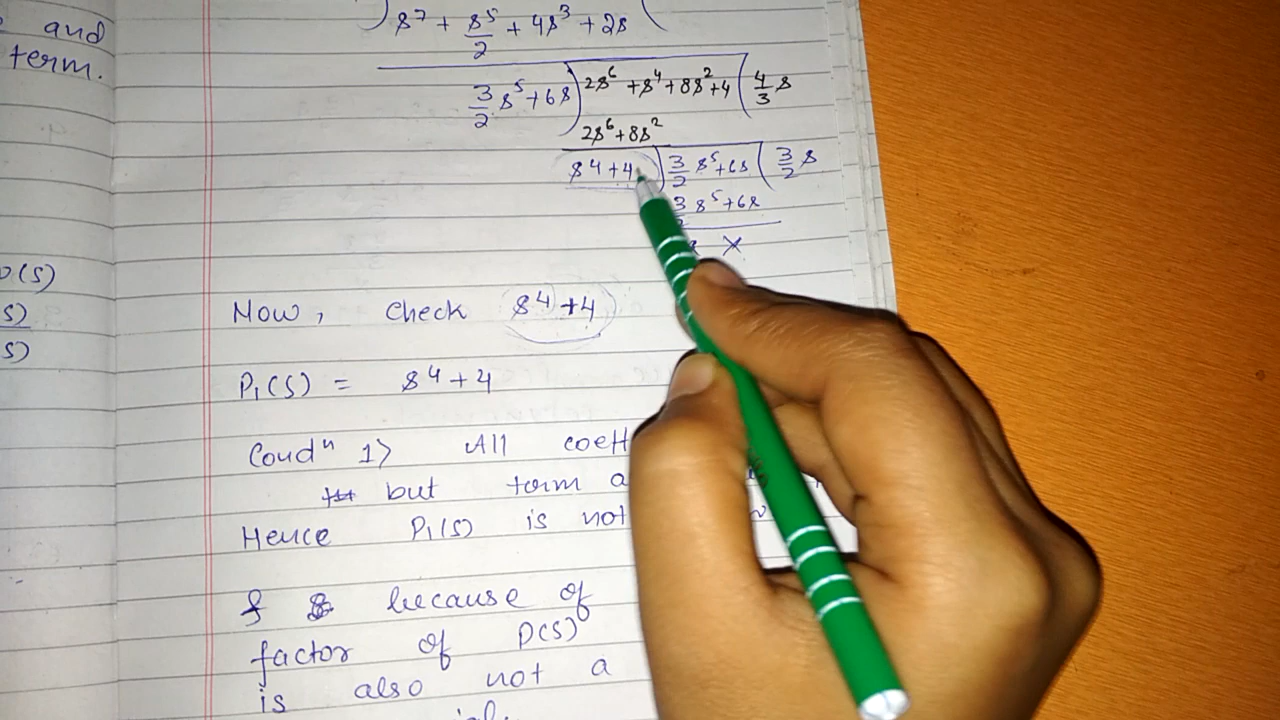 and
term.
s⁷ + s⁵/2 + 4s³ + 2s
3/2 s⁵ + 6s ) 2s⁶ + s⁴ + 8s² + 4 ( 4/3 s
2s⁶ + 8s²
s⁴ + 4 ) 3/2 s⁵ + 6s ( 3/2 s
3 s⁵ + 6s
x
(s)
s)
s)
Now, check s⁴ + 4
P₁(s) = s⁴ + 4
Condⁿ 1> All coeff
but term a
Hence P₁(s) is not
& because of
factor of P(s)
is also not a